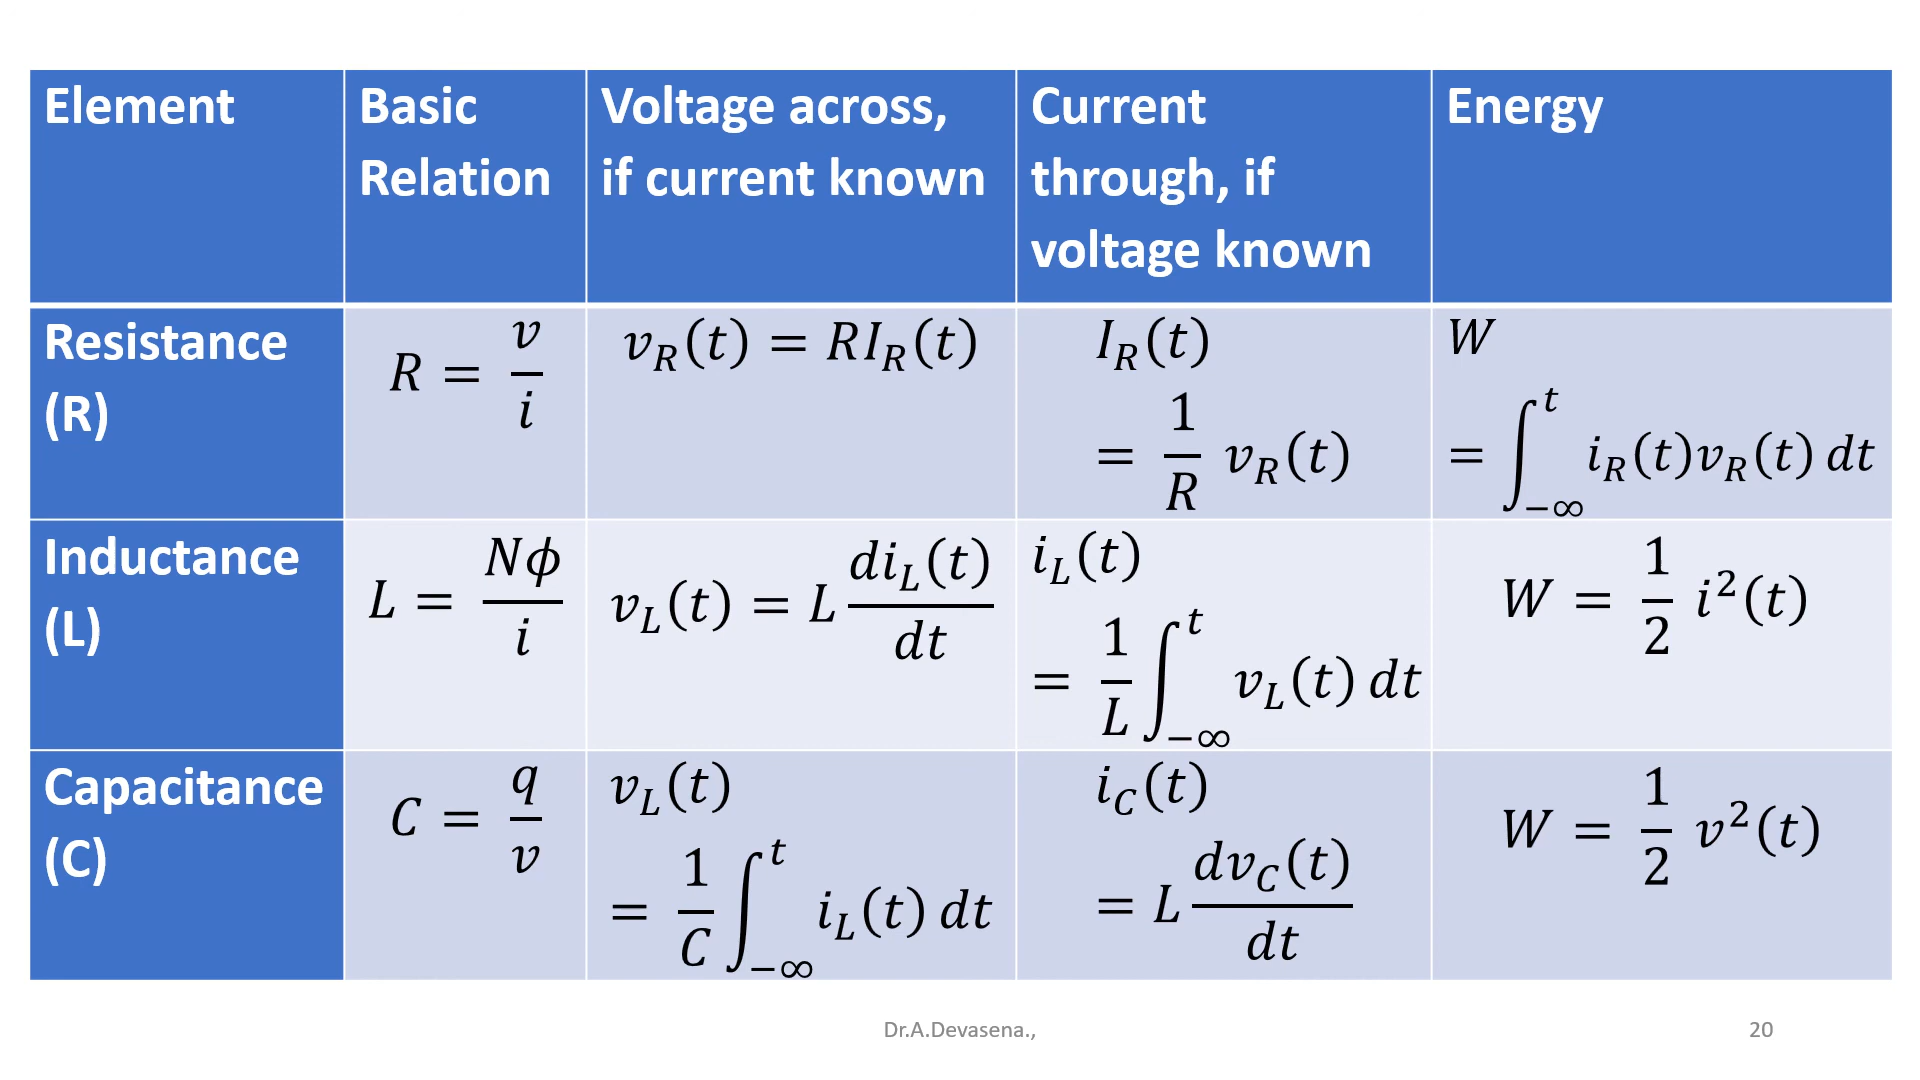 Element
Basic
Relation
Voltage across,
if current known
Current
through, if
voltage known
Energy
Resistance
(R)
R = v/i
v_R(t) = RI_R(t)
I_R(t)
= 1/R v_R(t)
W
= ∫_{−∞}^{t} i_R(t)v_R(t) dt
Inductance
(L)
L = Nϕ/i
v_L(t) = L di_L(t)/dt
i_L(t)
= 1/L ∫_{−∞}^{t} v_L(t) dt
W = 1/2 i²(t)
Capacitance
(C)
C = q/v
v_L(t)
= 1/C ∫_{−∞}^{t} i_L(t) dt
i_C(t)
= L dv_C(t)/dt
W = 1/2 v²(t)
Dr.A.Devasena.,
20